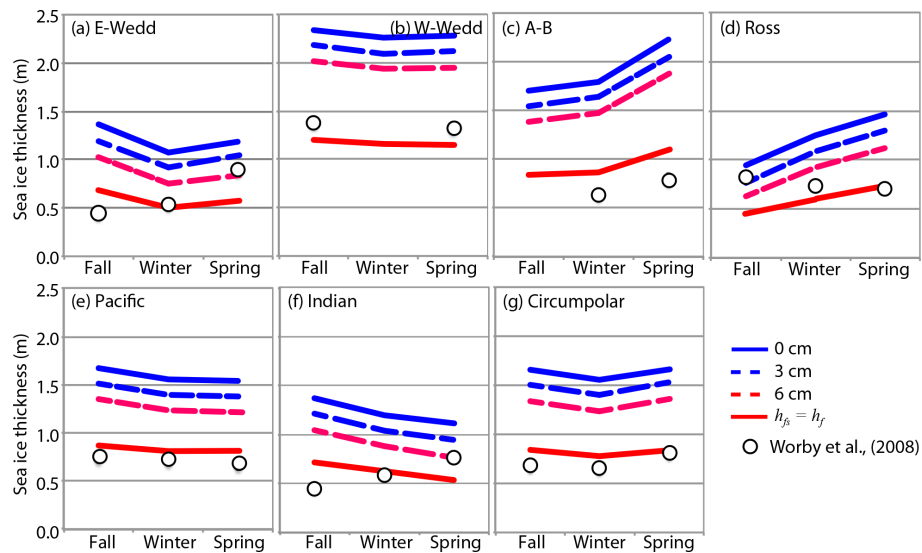 2.5
2.0
1.5
1.0
0.5
0.0
Sea ice thickness (m)
(a) E-Wedd
Fall Winter Spring
(b) W-Wedd
Fall Winter Spring
(c) A-B
Fall Winter Spring
(d) Ross
Fall Winter Spring
2.5
2.0
1.5
1.0
0.5
0.0
Sea ice thickness (m)
(e) Pacific
Fall Winter Spring
(f) Indian
Fall Winter Spring
(g) Circumpolar
Fall Winter Spring
0 cm
3 cm
6 cm
hfs = hf
Worby et al., (2008)